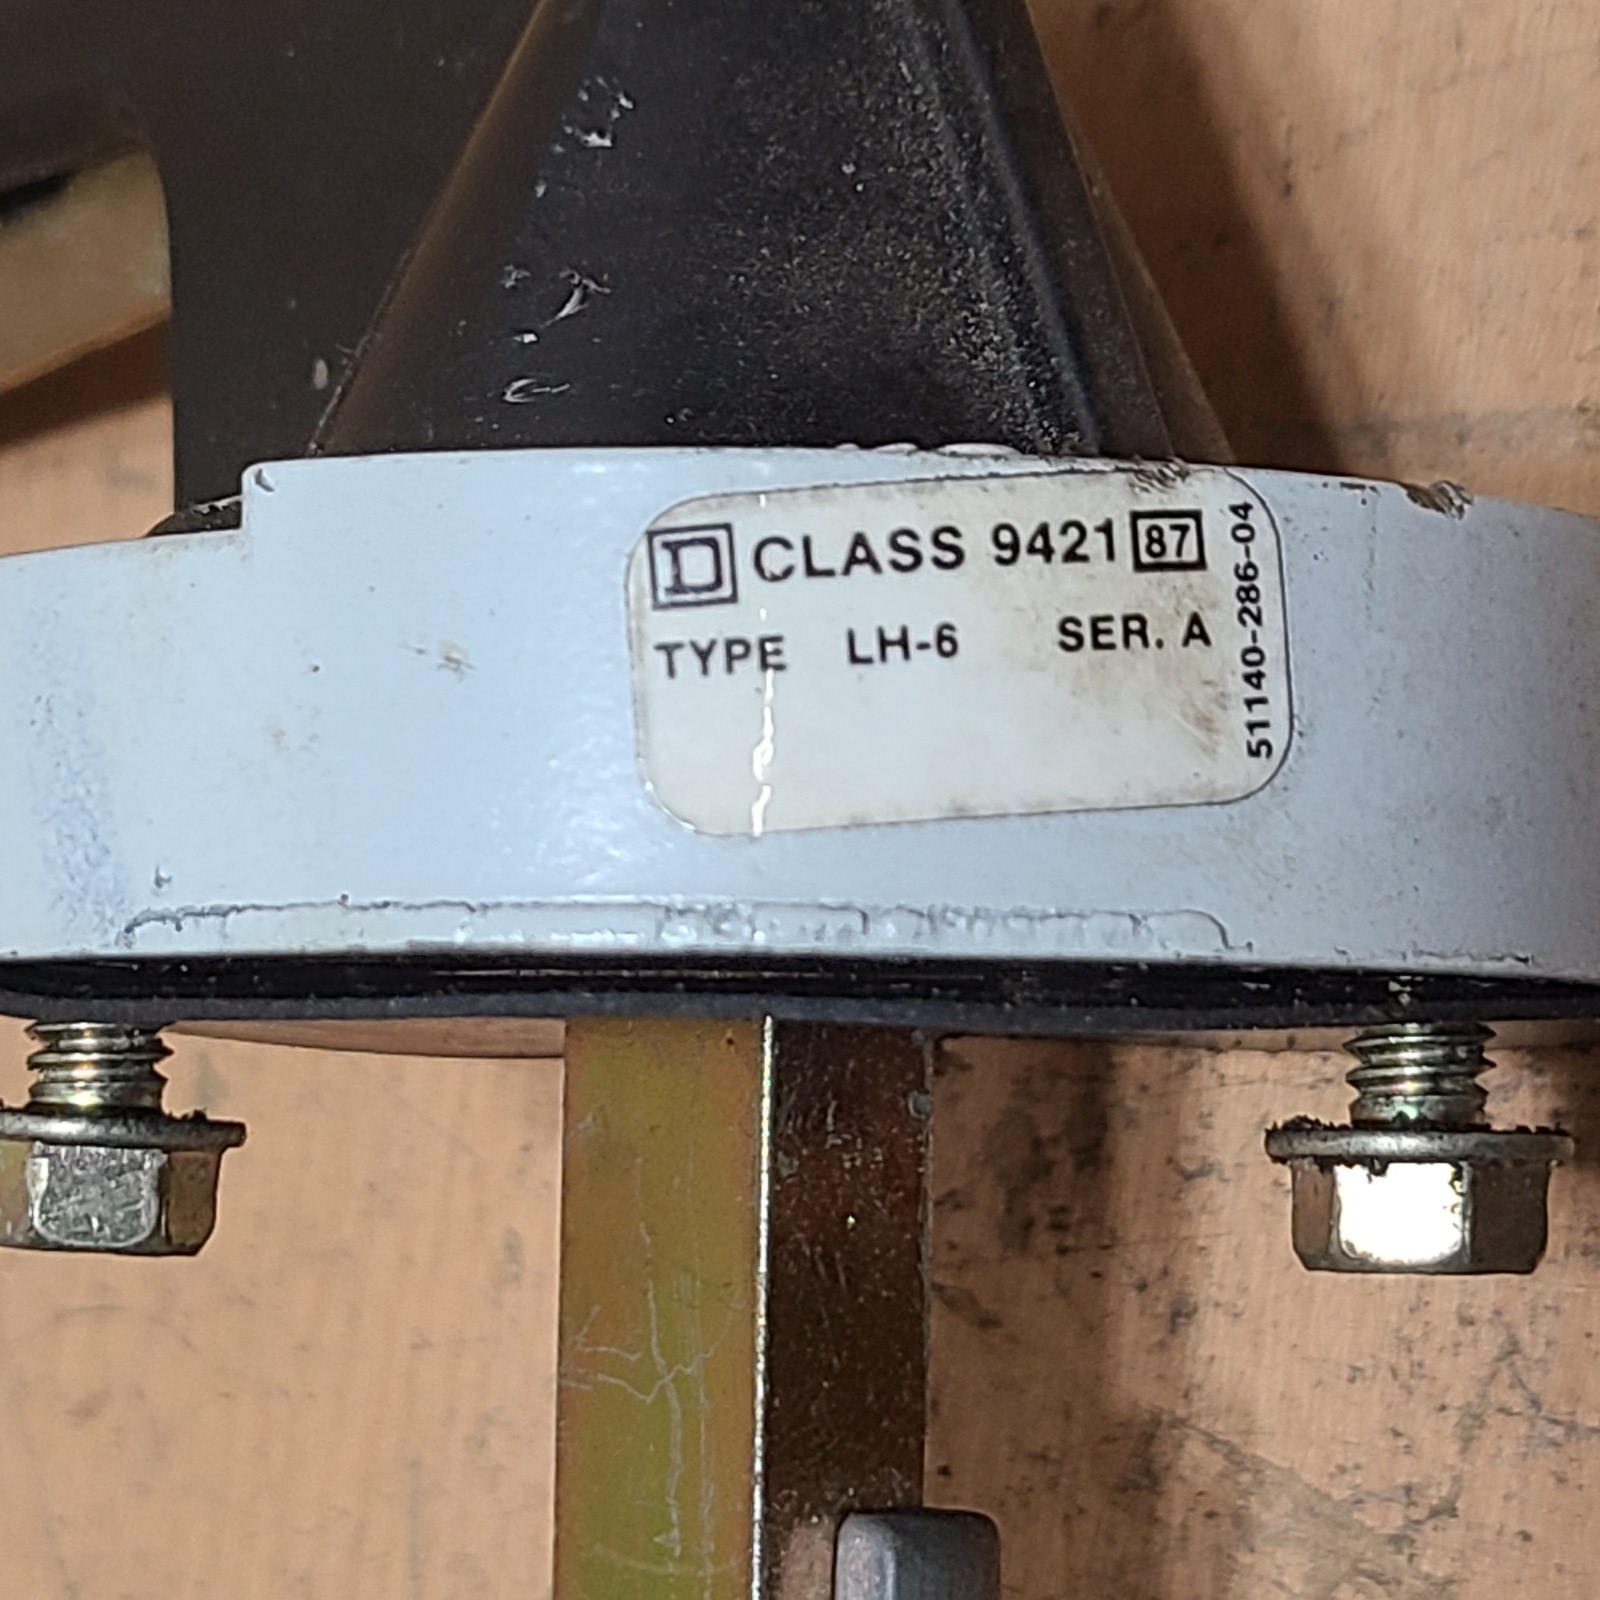 D CLASS 9421 87
TYPE LH-6 SER. A
51140-286-04